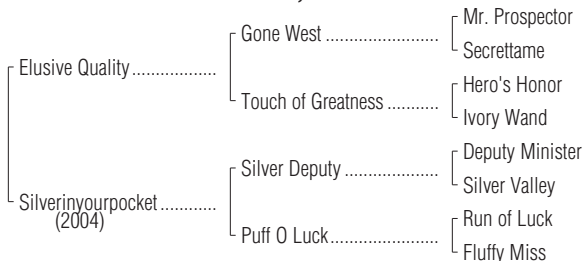 Mr. Prospector
Gone West ......................
Secrettame
Elusive Quality.................
Hero's Honor
Touch of Greatness ..........
Ivory Wand
Deputy Minister
Silver Deputy ...................
Silver Valley
Silverinyourpocket...........
(2004)
Run of Luck
Puff O Luck.....................
Fluffy Miss